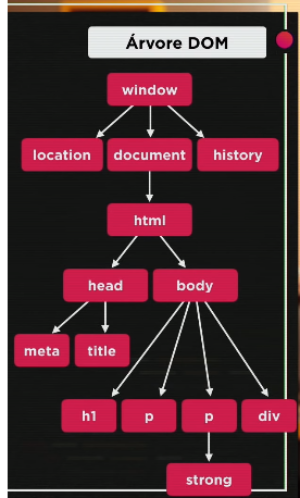 Árvore DOM
window
location document history
html
head body
meta title
h1 p p div
strong